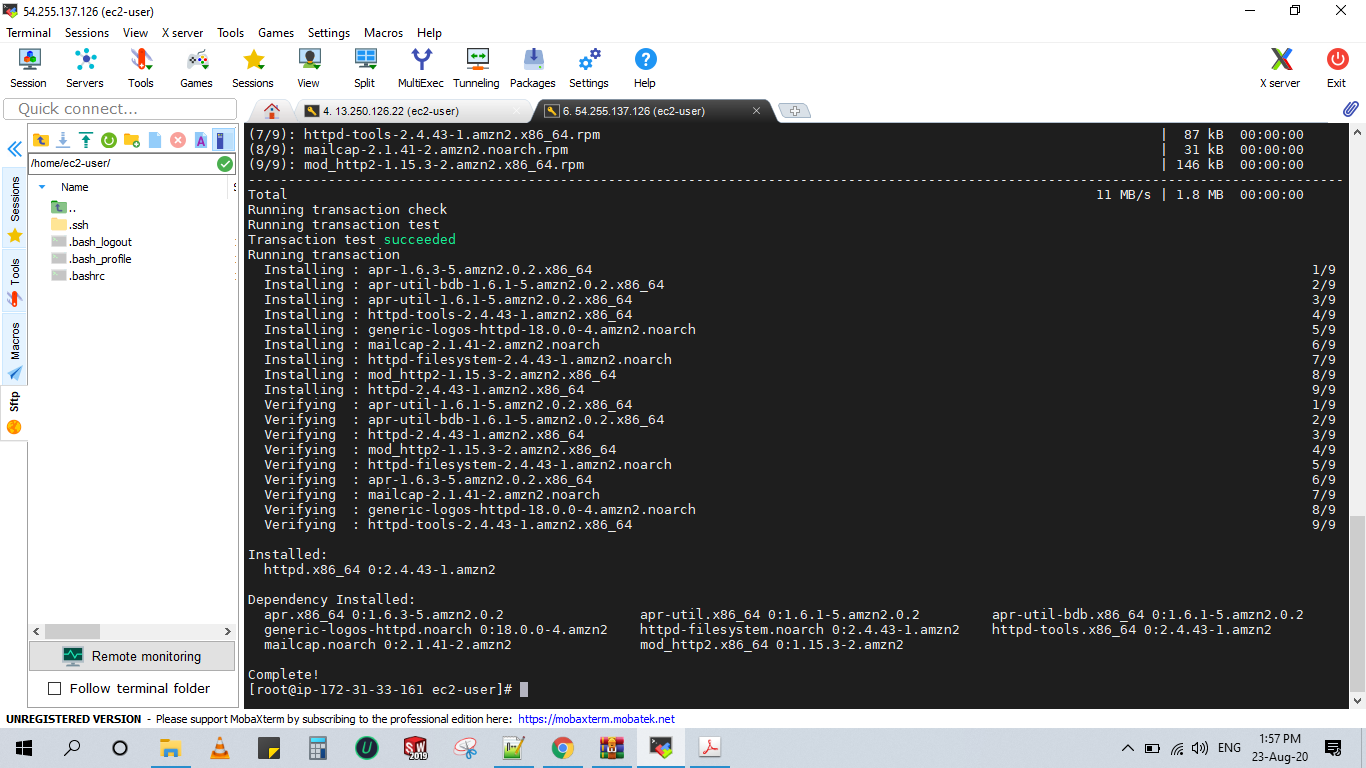 54.255.137.126 (ec2-user)
Terminal Sessions View X server Tools Games Settings Macros Help
Session Servers Tools Games Sessions View Split MultiExec Tunneling Packages Settings Help X server Exit
Quick connect...
4. 13.250.126.22 (ec2-user)
6. 54.255.137.126 (ec2-user)
/home/ec2-user/
Name
..
.ssh
.bash_logout
.bash_profile
.bashrc
Sessions
Tools
Macros
Sftp
Remote monitoring
Follow terminal folder
(7/9): httpd-tools-2.4.43-1.amzn2.x86_64.rpm | 87 kB 00:00:00
(8/9): mailcap-2.1.41-2.amzn2.noarch.rpm | 31 kB 00:00:00
(9/9): mod_http2-1.15.3-2.amzn2.x86_64.rpm | 146 kB 00:00:00
--------------------------------------------------------------------------------
Total 11 MB/s | 1.8 MB 00:00:00
Running transaction check
Running transaction test
Transaction test succeeded
Running transaction
Installing : apr-1.6.3-5.amzn2.0.2.x86_64 1/9
Installing : apr-util-bdb-1.6.1-5.amzn2.0.2.x86_64 2/9
Installing : apr-util-1.6.1-5.amzn2.0.2.x86_64 3/9
Installing : httpd-tools-2.4.43-1.amzn2.x86_64 4/9
Installing : generic-logos-httpd-18.0.0-4.amzn2.noarch 5/9
Installing : mailcap-2.1.41-2.amzn2.noarch 6/9
Installing : httpd-filesystem-2.4.43-1.amzn2.noarch 7/9
Installing : mod_http2-1.15.3-2.amzn2.x86_64 8/9
Installing : httpd-2.4.43-1.amzn2.x86_64 9/9
Verifying : apr-util-1.6.1-5.amzn2.0.2.x86_64 1/9
Verifying : apr-util-bdb-1.6.1-5.amzn2.0.2.x86_64 2/9
Verifying : httpd-2.4.43-1.amzn2.x86_64 3/9
Verifying : mod_http2-1.15.3-2.amzn2.x86_64 4/9
Verifying : httpd-filesystem-2.4.43-1.amzn2.noarch 5/9
Verifying : apr-1.6.3-5.amzn2.0.2.x86_64 6/9
Verifying : mailcap-2.1.41-2.amzn2.noarch 7/9
Verifying : generic-logos-httpd-18.0.0-4.amzn2.noarch 8/9
Verifying : httpd-tools-2.4.43-1.amzn2.x86_64 9/9
Installed:
httpd.x86_64 0:2.4.43-1.amzn2
Dependency Installed:
apr.x86_64 0:1.6.3-5.amzn2.0.2 apr-util.x86_64 0:1.6.1-5.amzn2.0.2 apr-util-bdb.x86_64 0:1.6.1-5.amzn2.0.2
generic-logos-httpd.noarch 0:18.0.0-4.amzn2 httpd-filesystem.noarch 0:2.4.43-1.amzn2 httpd-tools.x86_64 0:2.4.43-1.amzn2
mailcap.noarch 0:2.1.41-2.amzn2 mod_http2.x86_64 0:1.15.3-2.amzn2
Complete!
[root@ip-172-31-33-161 ec2-user]#
UNREGISTERED VERSION - Please support MobaXterm by subscribing to the professional edition here: https://mobaxterm.mobatek.net
SW 2019
ENG
1:57 PM
23-Aug-20